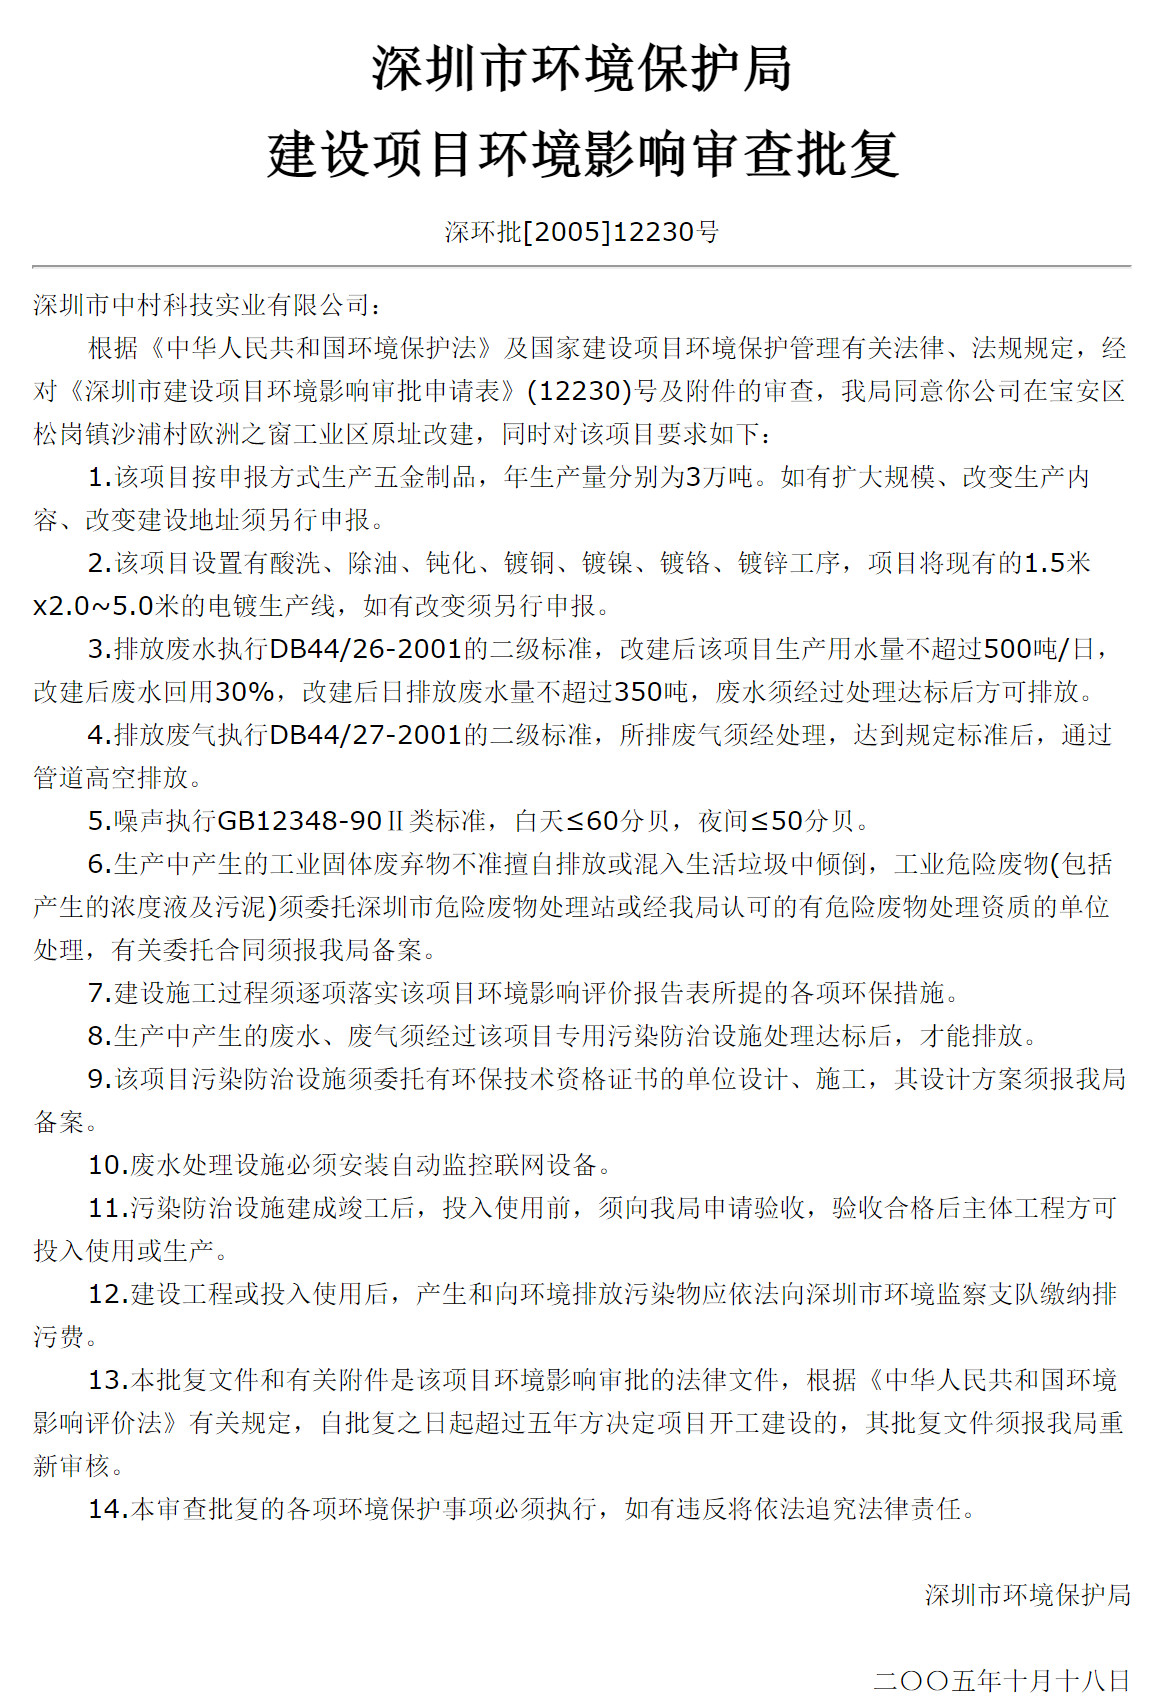 深圳市环境保护局
建设项目环境影响审查批复
深环批[2005]12230号
深圳市中村科技实业有限公司：
根据《中华人民共和国环境保护法》及国家建设项目环境保护管理有关法律、法规规定，经
对《深圳市建设项目环境影响审批申请表》(12230)号及附件的审查，我局同意你公司在宝安区
松岗镇沙浦村欧洲之窗工业区原址改建，同时对该项目要求如下：
1.该项目按申报方式生产五金制品，年生产量分别为3万吨。如有扩大规模、改变生产内
容、改变建设地址须另行申报。
2.该项目设置有酸洗、除油、钝化、镀铜、镀镍、镀铬、镀锌工序，项目将现有的1.5米
x2.0~5.0米的电镀生产线，如有改变须另行申报。
3.排放废水执行DB44/26-2001的二级标准，改建后该项目生产用水量不超过500吨/日，
改建后废水回用30%，改建后日排放废水量不超过350吨，废水须经过处理达标后方可排放。
4.排放废气执行DB44/27-2001的二级标准，所排废气须经处理，达到规定标准后，通过
管道高空排放。
5.噪声执行GB12348-90Ⅱ类标准，白天≤60分贝，夜间≤50分贝。
6.生产中产生的工业固体废弃物不准擅自排放或混入生活垃圾中倾倒，工业危险废物(包括
产生的浓度液及污泥)须委托深圳市危险废物处理站或经我局认可的有危险废物处理资质的单位
处理，有关委托合同须报我局备案。
7.建设施工过程须逐项落实该项目环境影响评价报告表所提的各项环保措施。
8.生产中产生的废水、废气须经过该项目专用污染防治设施处理达标后，才能排放。
9.该项目污染防治设施须委托有环保技术资格证书的单位设计、施工，其设计方案须报我局
备案。
10.废水处理设施必须安装自动监控联网设备。
11.污染防治设施建成竣工后，投入使用前，须向我局申请验收，验收合格后主体工程方可
投入使用或生产。
12.建设工程或投入使用后，产生和向环境排放污染物应依法向深圳市环境监察支队缴纳排
污费。
13.本批复文件和有关附件是该项目环境影响审批的法律文件，根据《中华人民共和国环境
影响评价法》有关规定，自批复之日起超过五年方决定项目开工建设的，其批复文件须报我局重
新审核。
14.本审查批复的各项环境保护事项必须执行，如有违反将依法追究法律责任。
深圳市环境保护局
二〇〇五年十月十八日